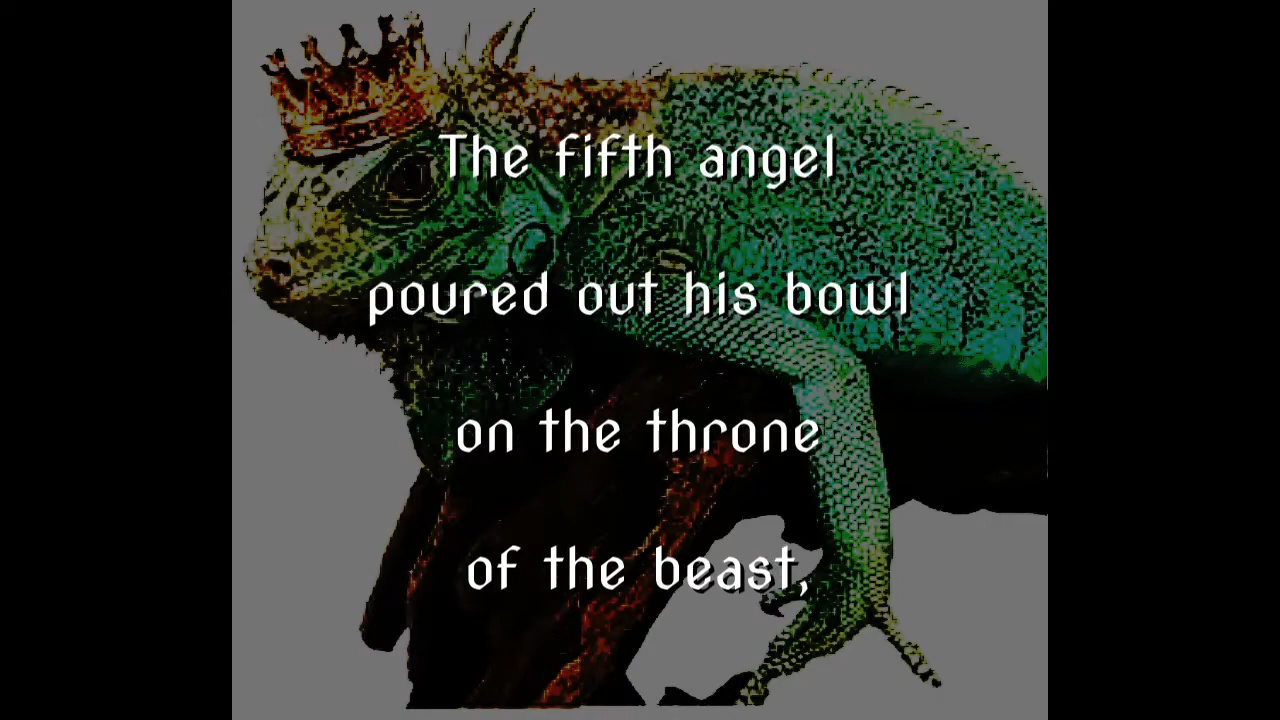 The fifth angel
poured out his bowl
on the throne
of the beast,